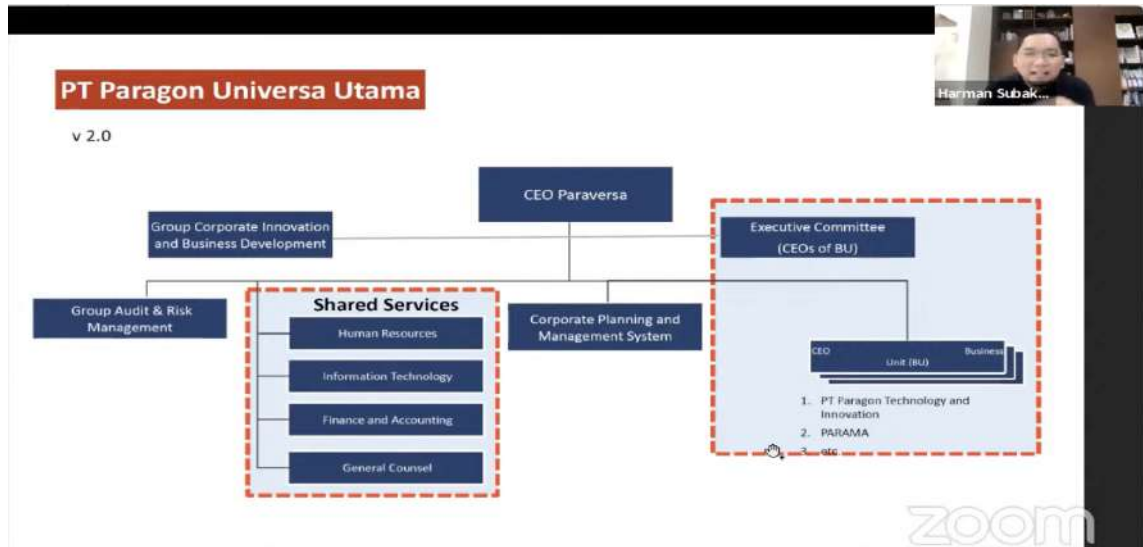 PT Paragon Universa Utama
Harman Subak...
v 2.0
CEO Paraversa
Group Corporate Innovation
and Business Development
Executive Committee
(CEOs of BU)
Group Audit & Risk
Management
Shared Services
Human Resources
Information Technology
Finance and Accounting
General Counsel
Corporate Planning and
Management System
CEO Business
Unit (BU)
1. PT Paragon Technology and
Innovation
2. PARAMA
3. etc
zoom